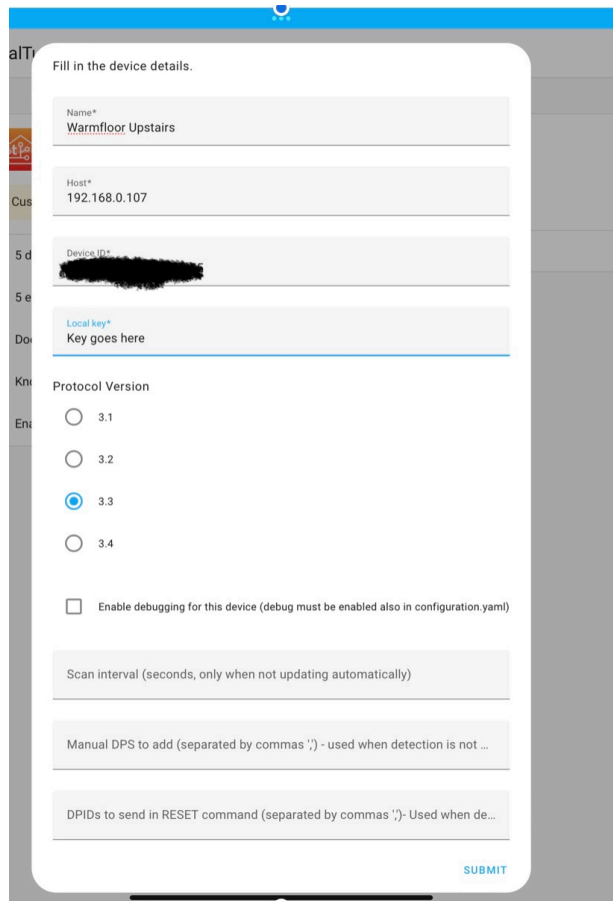 alTu
Fill in the device details.
Name*
Warmfloor Upstairs
Host*
192.168.0.107
Cus
Device ID*
5 d
5 e
Local key*
Key goes here
Doc
Kno
Ena
Protocol Version
3.1
3.2
3.3
3.4
Enable debugging for this device (debug must be enabled also in configuration.yaml)
Scan interval (seconds, only when not updating automatically)
Manual DPS to add (separated by commas ',') - used when detection is not ...
DPIDs to send in RESET command (separated by commas ',')- Used when de...
SUBMIT